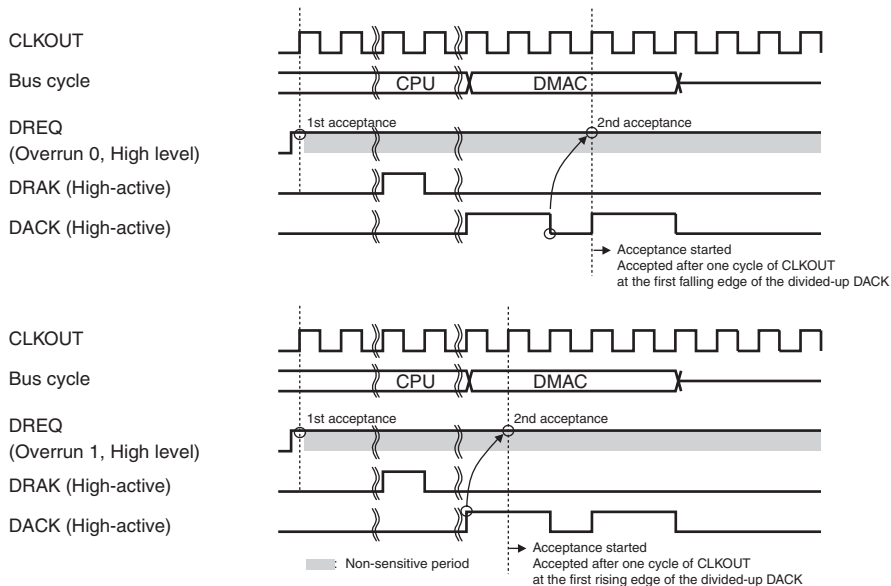 CLKOUT
Bus cycle
CPU
DMAC
DREQ
(Overrun 0, High level)
1st acceptance
2nd acceptance
DRAK (High-active)
DACK (High-active)
Acceptance started
Accepted after one cycle of CLKOUT
at the first falling edge of the divided-up DACK
CLKOUT
Bus cycle
CPU
DMAC
DREQ
(Overrun 1, High level)
1st acceptance
2nd acceptance
DRAK (High-active)
DACK (High-active)
: Non-sensitive period
Acceptance started
Accepted after one cycle of CLKOUT
at the first rising edge of the divided-up DACK